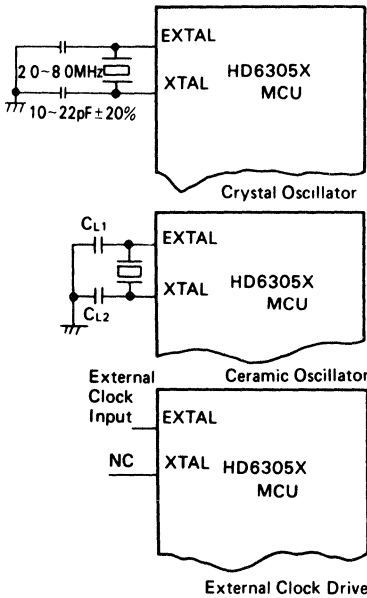 EXTAL
2 0~8 0MHz
XTAL
HD6305X
MCU
10~22pF±20%
Crystal Oscillator
CL1
EXTAL
XTAL
HD6305X
MCU
CL2
Ceramic Oscillator
External
Clock
Input
EXTAL
NC
XTAL
HD6305X
MCU
External Clock Drive